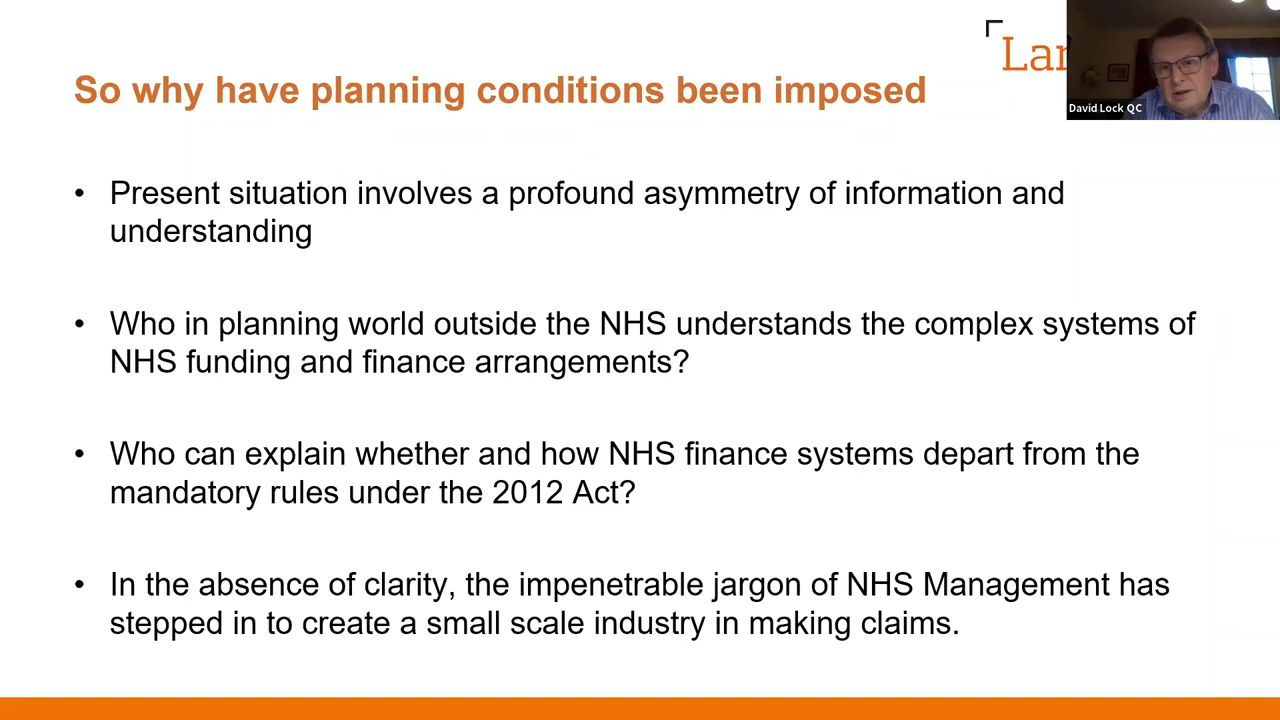 So why have planning conditions been imposed
Lan
David Lock QC
• Present situation involves a profound asymmetry of information and
understanding
• Who in planning world outside the NHS understands the complex systems of
NHS funding and finance arrangements?
• Who can explain whether and how NHS finance systems depart from the
mandatory rules under the 2012 Act?
• In the absence of clarity, the impenetrable jargon of NHS Management has
stepped in to create a small scale industry in making claims.